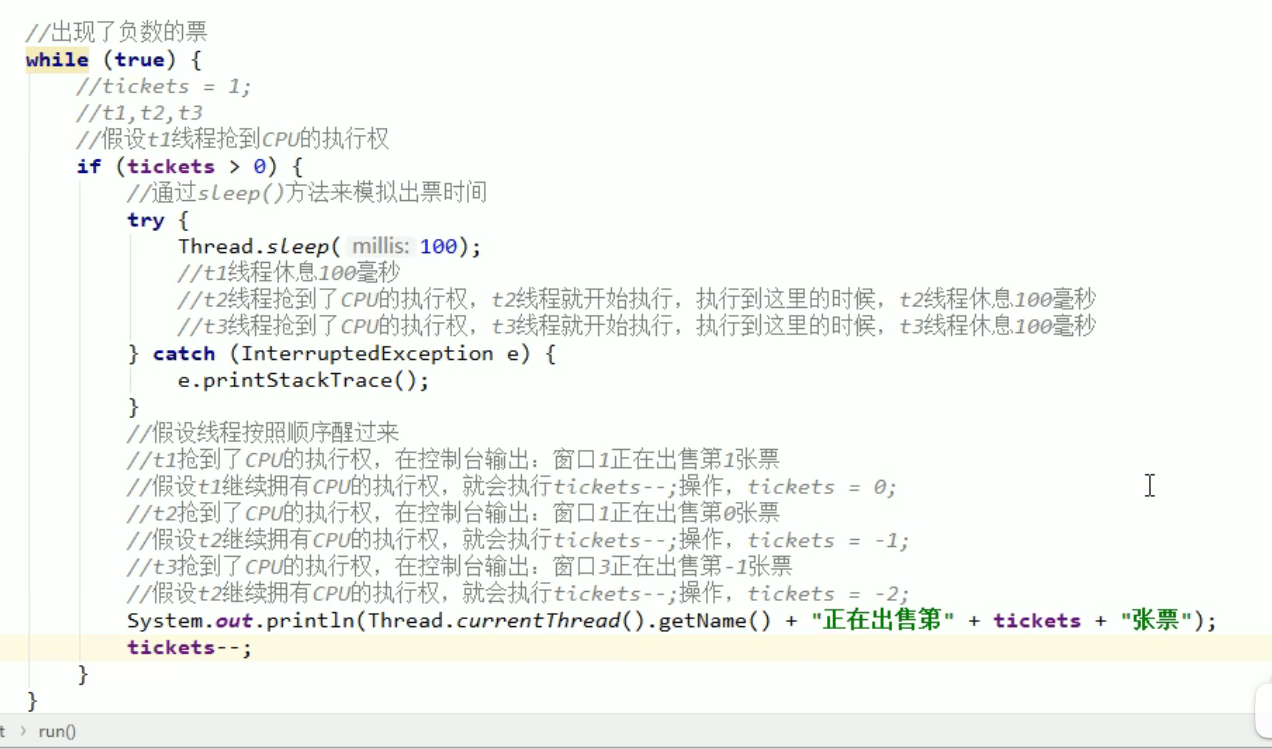 //出现了负数的票
while (true) {
//tickets = 1;
//t1,t2,t3
//假设t1线程抢到CPU的执行权
if (tickets > 0) {
//通过sleep()方法来模拟出票时间
try {
Thread.sleep( millis: 100);
//t1线程休息100毫秒
//t2线程抢到了CPU的执行权，t2线程就开始执行，执行到这里的时候，t2线程休息100毫秒
//t3线程抢到了CPU的执行权，t3线程就开始执行，执行到这里的时候，t3线程休息100毫秒
} catch (InterruptedException e) {
e.printStackTrace();
}
//假设线程按照顺序醒过来
//t1抢到了CPU的执行权，在控制台输出：窗口1正在出售第1张票
//假设t1继续拥有CPU的执行权，就会执行tickets--;操作，tickets = 0;
//t2抢到了CPU的执行权，在控制台输出：窗口1正在出售第0张票
//假设t2继续拥有CPU的执行权，就会执行tickets--;操作，tickets = -1;
//t3抢到了CPU的执行权，在控制台输出：窗口3正在出售第-1张票
//假设t2继续拥有CPU的执行权，就会执行tickets--;操作，tickets = -2;
System.out.println(Thread.currentThread().getName() + "正在出售第" + tickets + "张票");
tickets--;
}
}
t › run()